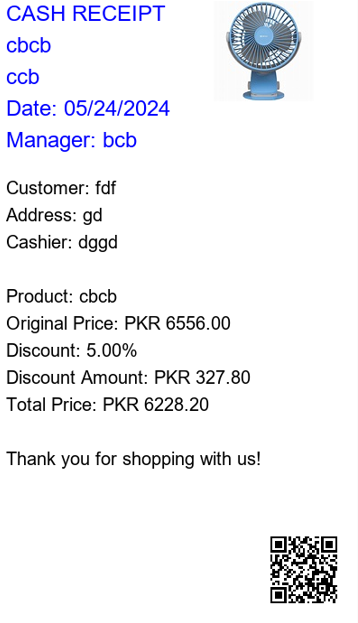 CASH RECEIPT
cbcb
ccb
Date: 05/24/2024
Manager: bcb
Customer: fdf
Address: gd
Cashier: dggd
Product: cbcb
Original Price: PKR 6556.00
Discount: 5.00%
Discount Amount: PKR 327.80
Total Price: PKR 6228.20
Thank you for shopping with us!